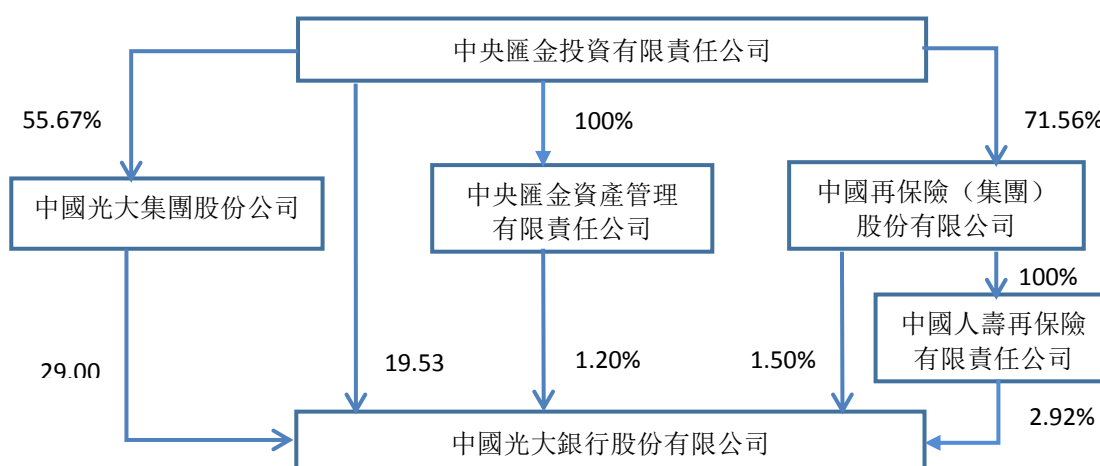 中央匯金投資有限責任公司
55.67%
100%
71.56%
中國光大集團股份公司
中央匯金資產管理
有限責任公司
中國再保險（集團）
股份有限公司
100%
中國人壽再保險
有限責任公司
29.00
19.53
1.20%
1.50%
2.92%
中國光大銀行股份有限公司